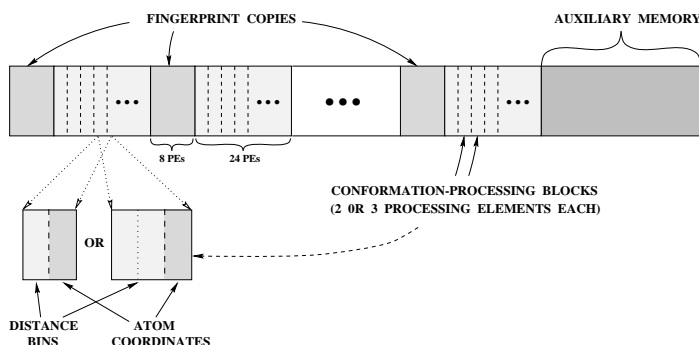 FINGERPRINT COPIES
AUXILIARY MEMORY
8 PEs
24 PEs
CONFORMATION-PROCESSING BLOCKS
(2 0R 3 PROCESSING ELEMENTS EACH)
OR
DISTANCE
BINS
ATOM
COORDINATES